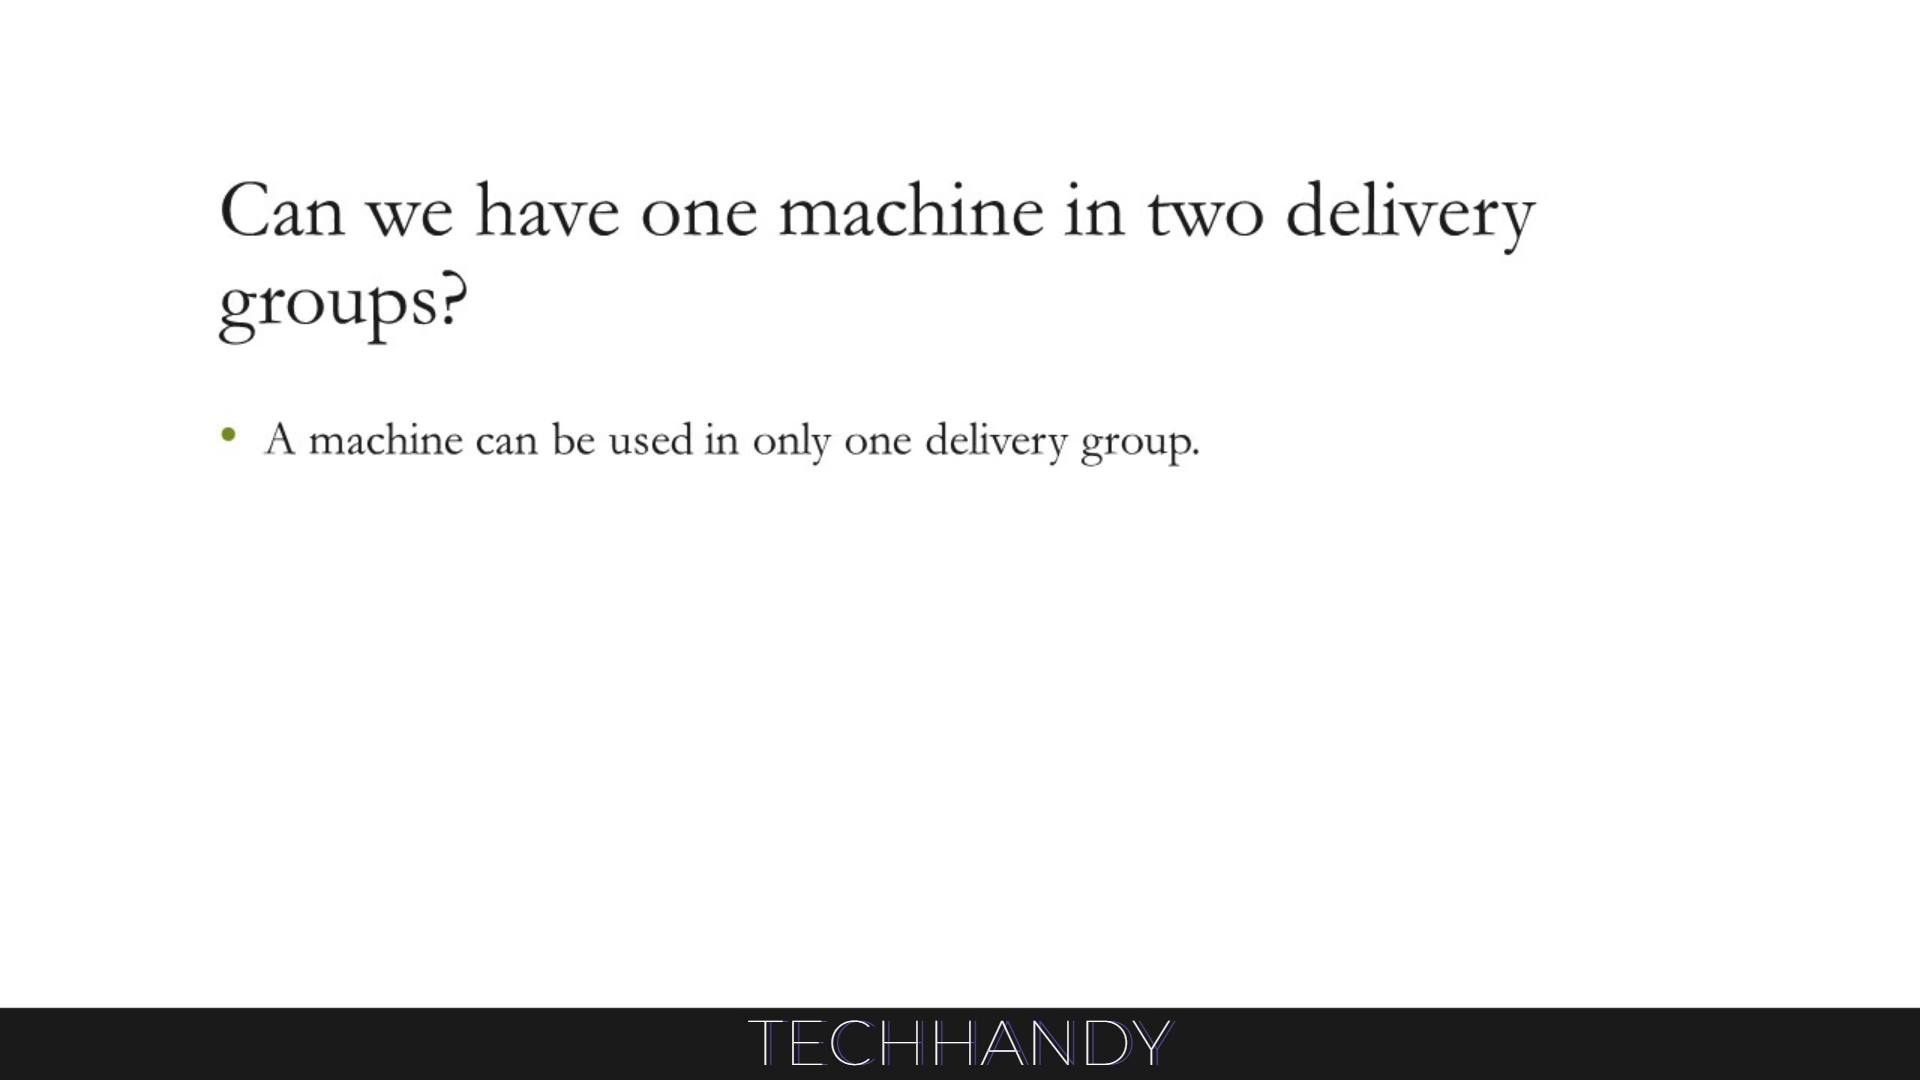 Can we have one machine in two delivery
groups?
• A machine can be used in only one delivery group.
TECHHANDY